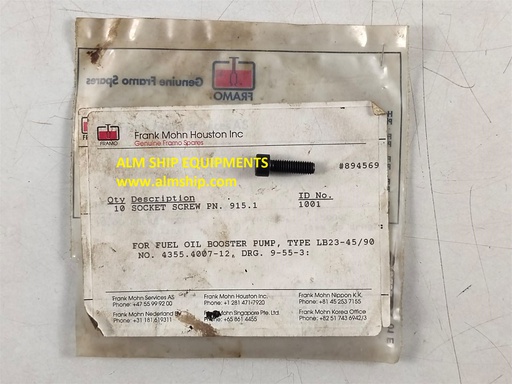 Genuine Framo Spares
FRAMO
Frank Mohn Houston Inc
Genuine Framo Spares
FRAMO
ALM SHIP EQUIPMENTS
www.almship.com
#894569
Qty Description ID No.
10 SOCKET SCREW PN. 915.1 1001
FOR FUEL OIL BOOSTER PUMP, TYPE LB23-45/90
NO. 4355.4007-12, DRG. 9-55-3:
Frank Mohn Services AS Frank Mohn Houston Inc. Frank Mohn Nippon K.K.
Phone: +47 55 99 92 00 Phone: +1 281 471-7920 Phone: +81 48 253 7155
Frank Mohn Nederland BV Frank Mohn Singapore Pte. Ltd. Frank Mohn Korea Office
Phone: +31 181 619311 Phone: +65 861 4455 Phone: +82 51 743 6942/3